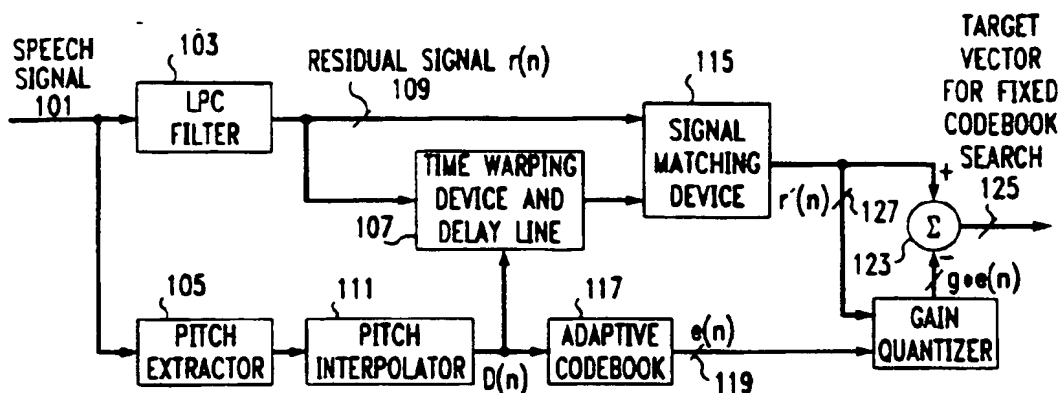 SPEECH
SIGNAL
101
103
LPC
FILTER
RESIDUAL SIGNAL r(n)
109
115
SIGNAL
MATCHING
DEVICE
TARGET
VECTOR
FOR FIXED
CODEBOOK
SEARCH
125
TIME WARPING
DEVICE AND
DELAY LINE
107
r'(n)
127
+
Σ
123
−
g•e(n)
105
PITCH
EXTRACTOR
111
PITCH
INTERPOLATOR
D(n)
117
ADAPTIVE
CODEBOOK
e(n)
119
GAIN
QUANTIZER